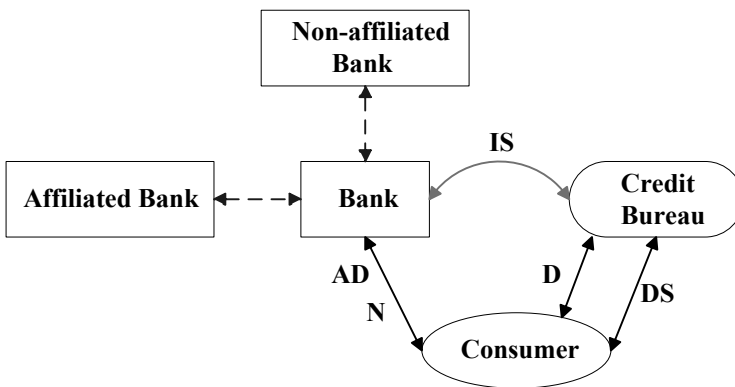 Non-affiliated
Bank
IS
Affiliated Bank
Bank
Credit
Bureau
AD
D
DS
N
Consumer